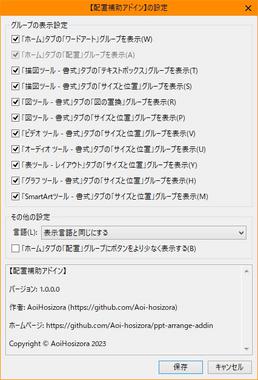 【配置補助アドイン】の設定
グループの表示設定
「ホーム」タブの「ワードアート」グループを表示(W)
「ホーム」タブの「配置」グループを表示(A)
「描図ツール - 書式」タブの「テキストボックス」グループを表示(T)
「描図ツール - 書式」タブの「サイズと位置」グループを表示(S)
「図ツール - 書式」タブの「図の置換」グループを表示(R)
「図ツール - 書式」タブの「サイズと位置」グループを表示(P)
「ビデオ ツール - 書式」タブの「サイズと位置」グループを表示(V)
「オーディオ ツール - 書式」タブの「サイズと位置」グループを表示(U)
「表ツール - レイアウト」タブの「サイズと位置」グループを表示(Y)
「グラフ ツール - 書式」タブの「サイズと位置」グループを表示(H)
「SmartArtツール - 書式」タブの「サイズと位置」グループを表示(M)
その他の設定
言語(L):
表示言語と同じにする
「ホーム」タブの「配置」グループにボタンをより少なく表示する(B)
【配置補助アドイン】
バージョン: 1.0.0.0
作者: AoiHosizora (https://github.com/Aoi-hosizora)
ホームページ: https://github.com/Aoi-hosizora/ppt-arrange-addin
Copyright © AoiHosizora 2023
保存
キャンセル